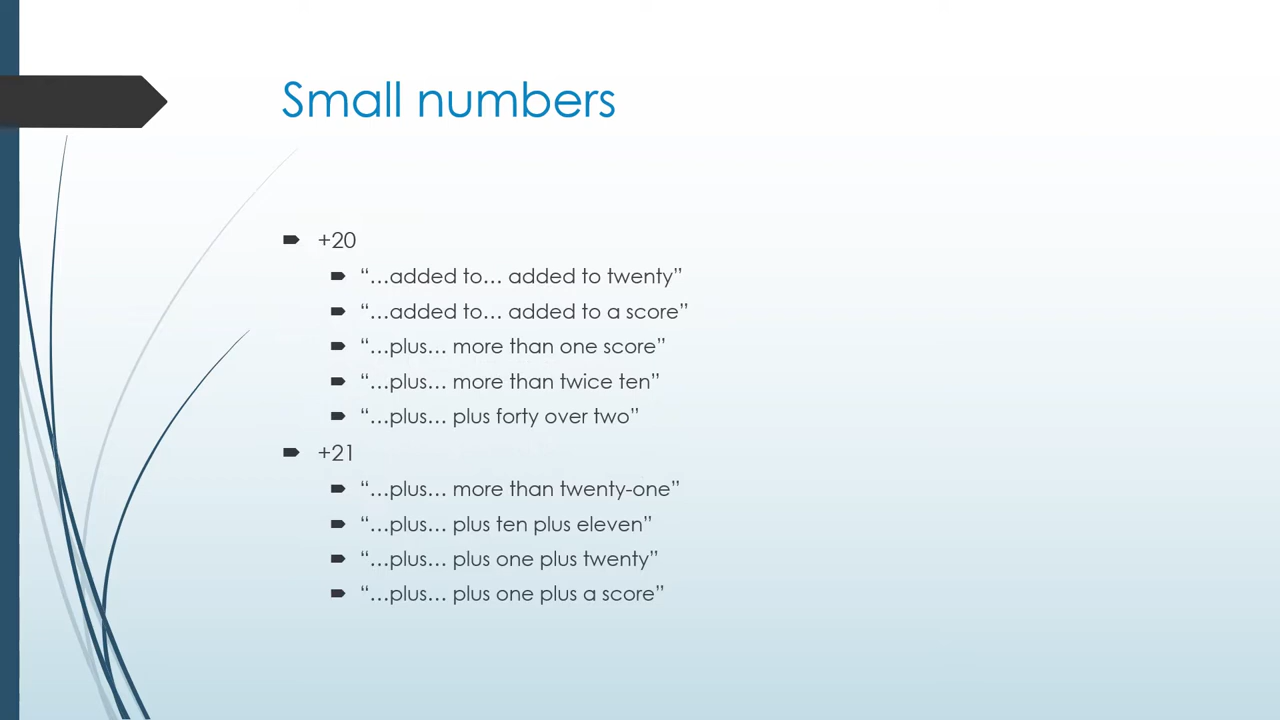 Small numbers
+20
“…added to… added to twenty”
“…added to… added to a score”
“…plus… more than one score”
“…plus… more than twice ten”
“…plus… plus forty over two”
+21
“…plus… more than twenty-one”
“…plus… plus ten plus eleven”
“…plus… plus one plus twenty”
“…plus… plus one plus a score”